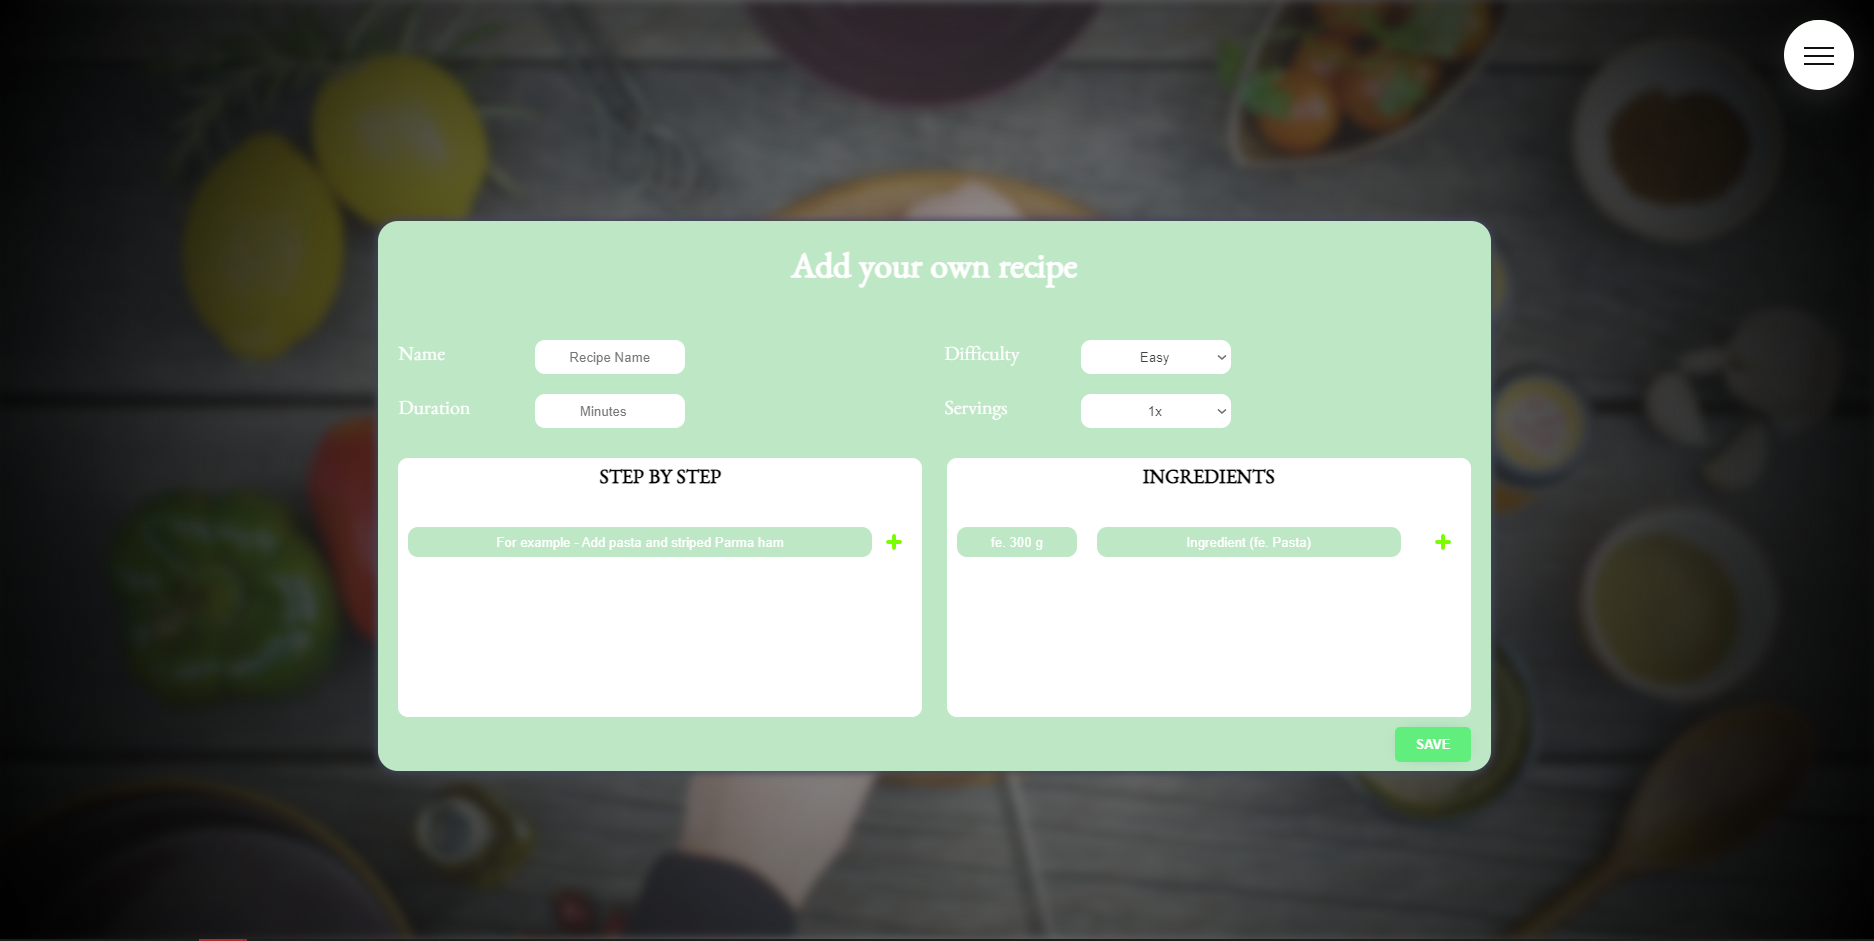 Add your own recipe
Name
Recipe Name
Difficulty
Easy
Duration
Minutes
Servings
1x
STEP BY STEP
For example - Add pasta and striped Parma ham
INGREDIENTS
fe. 300 g
Ingredient (fe. Pasta)
SAVE